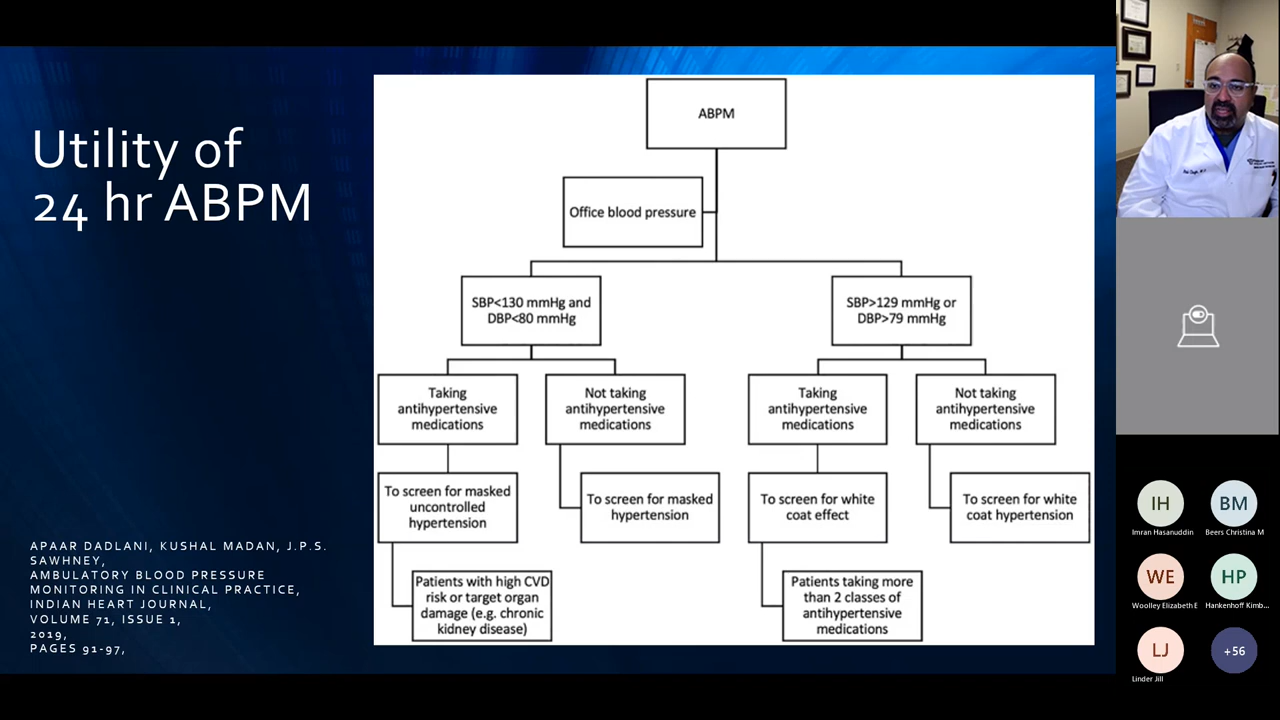 Utility of
24 hr ABPM
APAAR DADLANI, KUSHAL MADAN, J.P.S.
SAWHNEY,
AMBULATORY BLOOD PRESSURE
MONITORING IN CLINICAL PRACTICE,
INDIAN HEART JOURNAL,
VOLUME 71, ISSUE 1,
2019,
PAGES 91-97,
ABPM
Office blood pressure
SBP<130 mmHg and
DBP<80 mmHg
SBP>129 mmHg or
DBP>79 mmHg
Taking
antihypertensive
medications
Not taking
antihypertensive
medications
Taking
antihypertensive
medications
Not taking
antihypertensive
medications
To screen for masked
uncontrolled
hypertension
To screen for masked
hypertension
To screen for white
coat effect
To screen for white
coat hypertension
Patients with high CVD
risk or target organ
damage (e.g. chronic
kidney disease)
Patients taking more
than 2 classes of
antihypertensive
medications
IH
Imran Hasanuddin
BM
Beers Christina M
WE
Woolley Elizabeth E
HP
Hankenhoff Kimb...
LJ
Linder Jill
+56